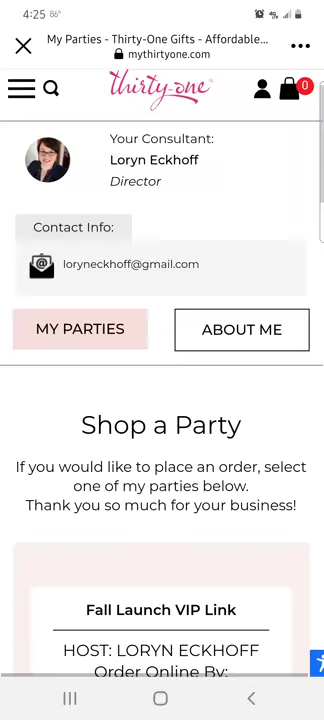 4:25 86°
My Parties - Thirty-One Gifts - Affordable...
mythirtyone.com
thirty-one
0
Your Consultant:
Loryn Eckhoff
Director
Contact Info:
loryneckhoff@gmail.com
MY PARTIES ABOUT ME
Shop a Party
If you would like to place an order, select
one of my parties below.
Thank you so much for your business!
Fall Launch VIP Link
HOST: LORYN ECKHOFF
Order Online By: